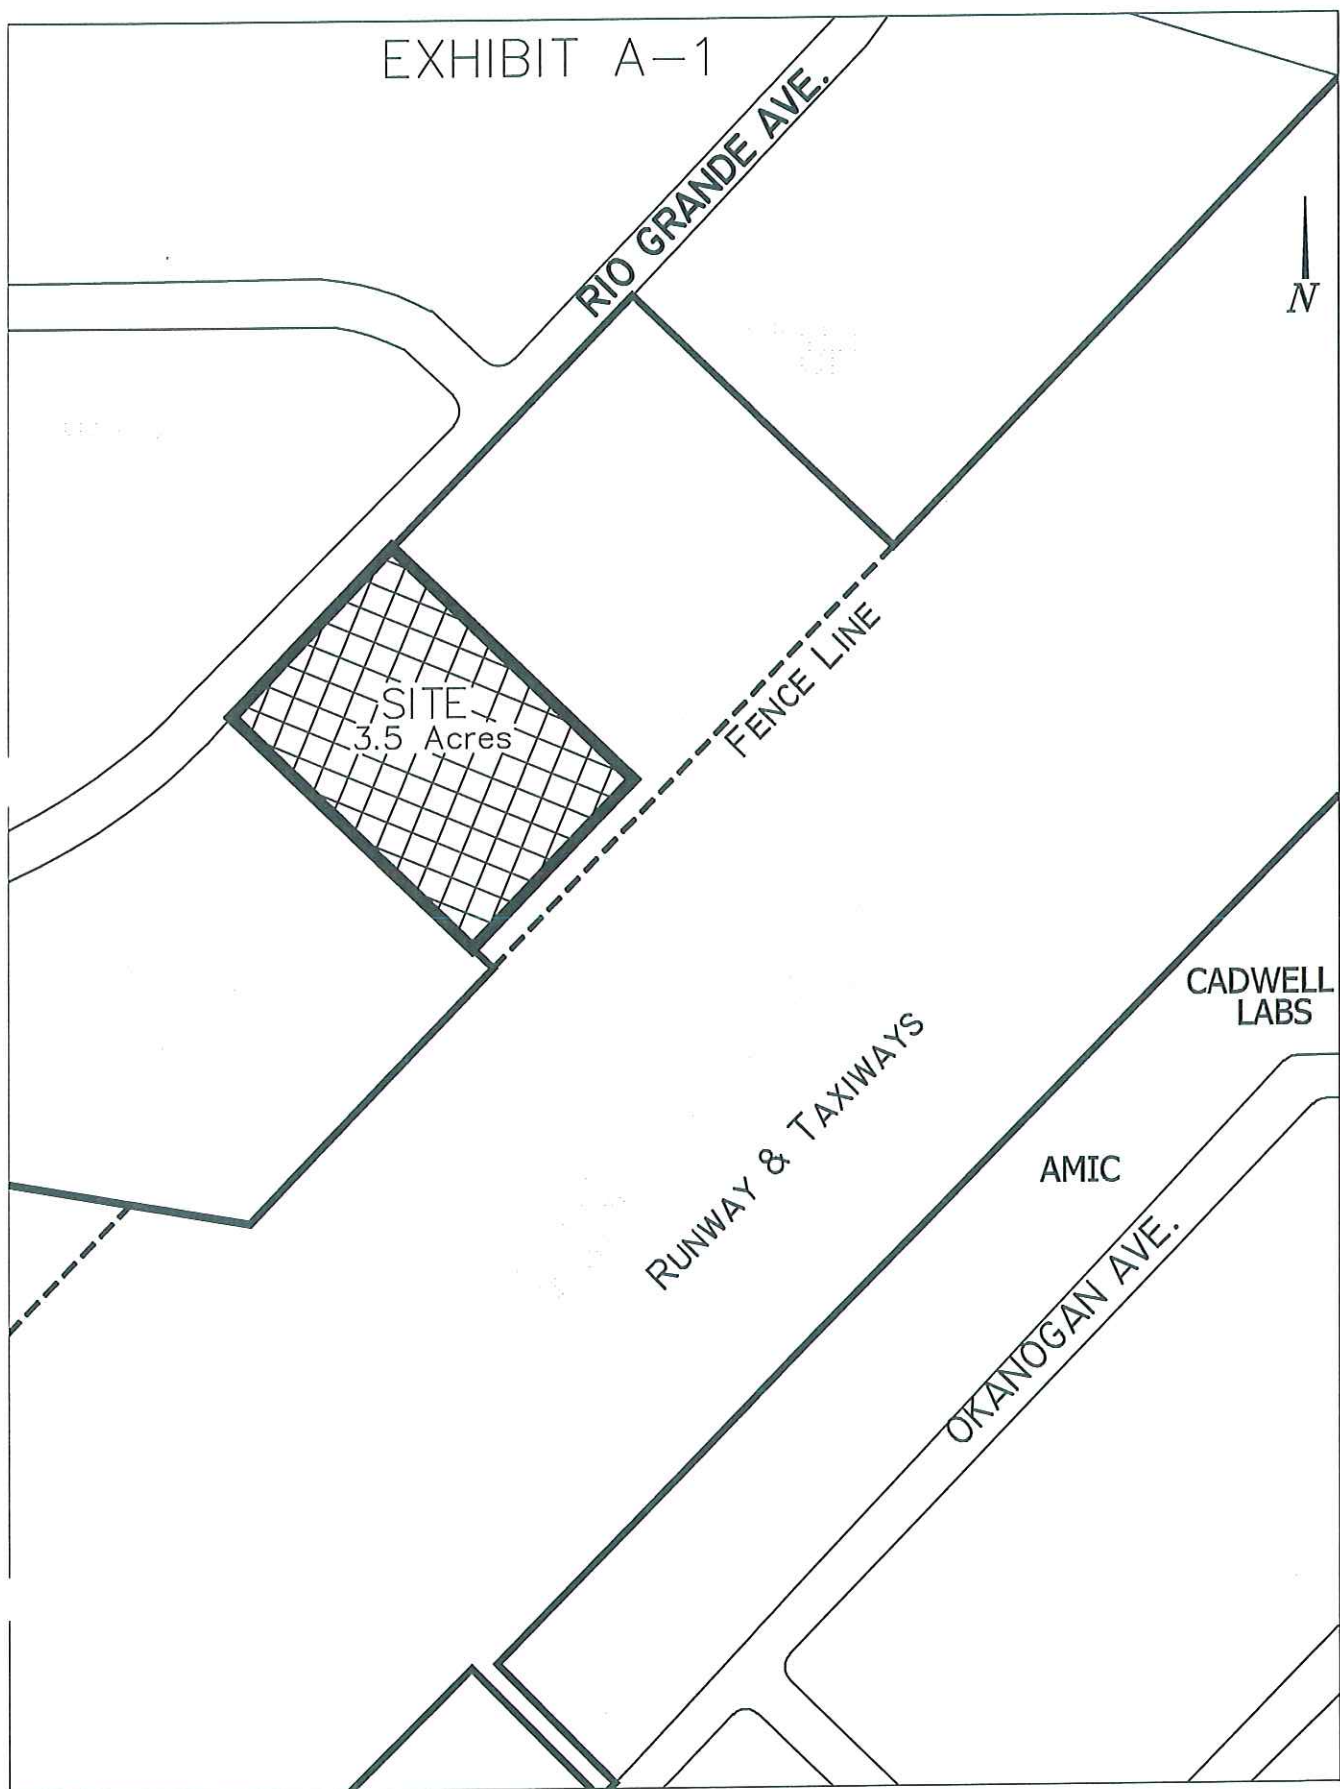 EXHIBIT A-1
RIO GRANDE AVE.
N
SITE
3.5 Acres
FENCE LINE
CADWELL
LABS
RUNWAY & TAXIWAYS
AMIC
OKANOGAN AVE.